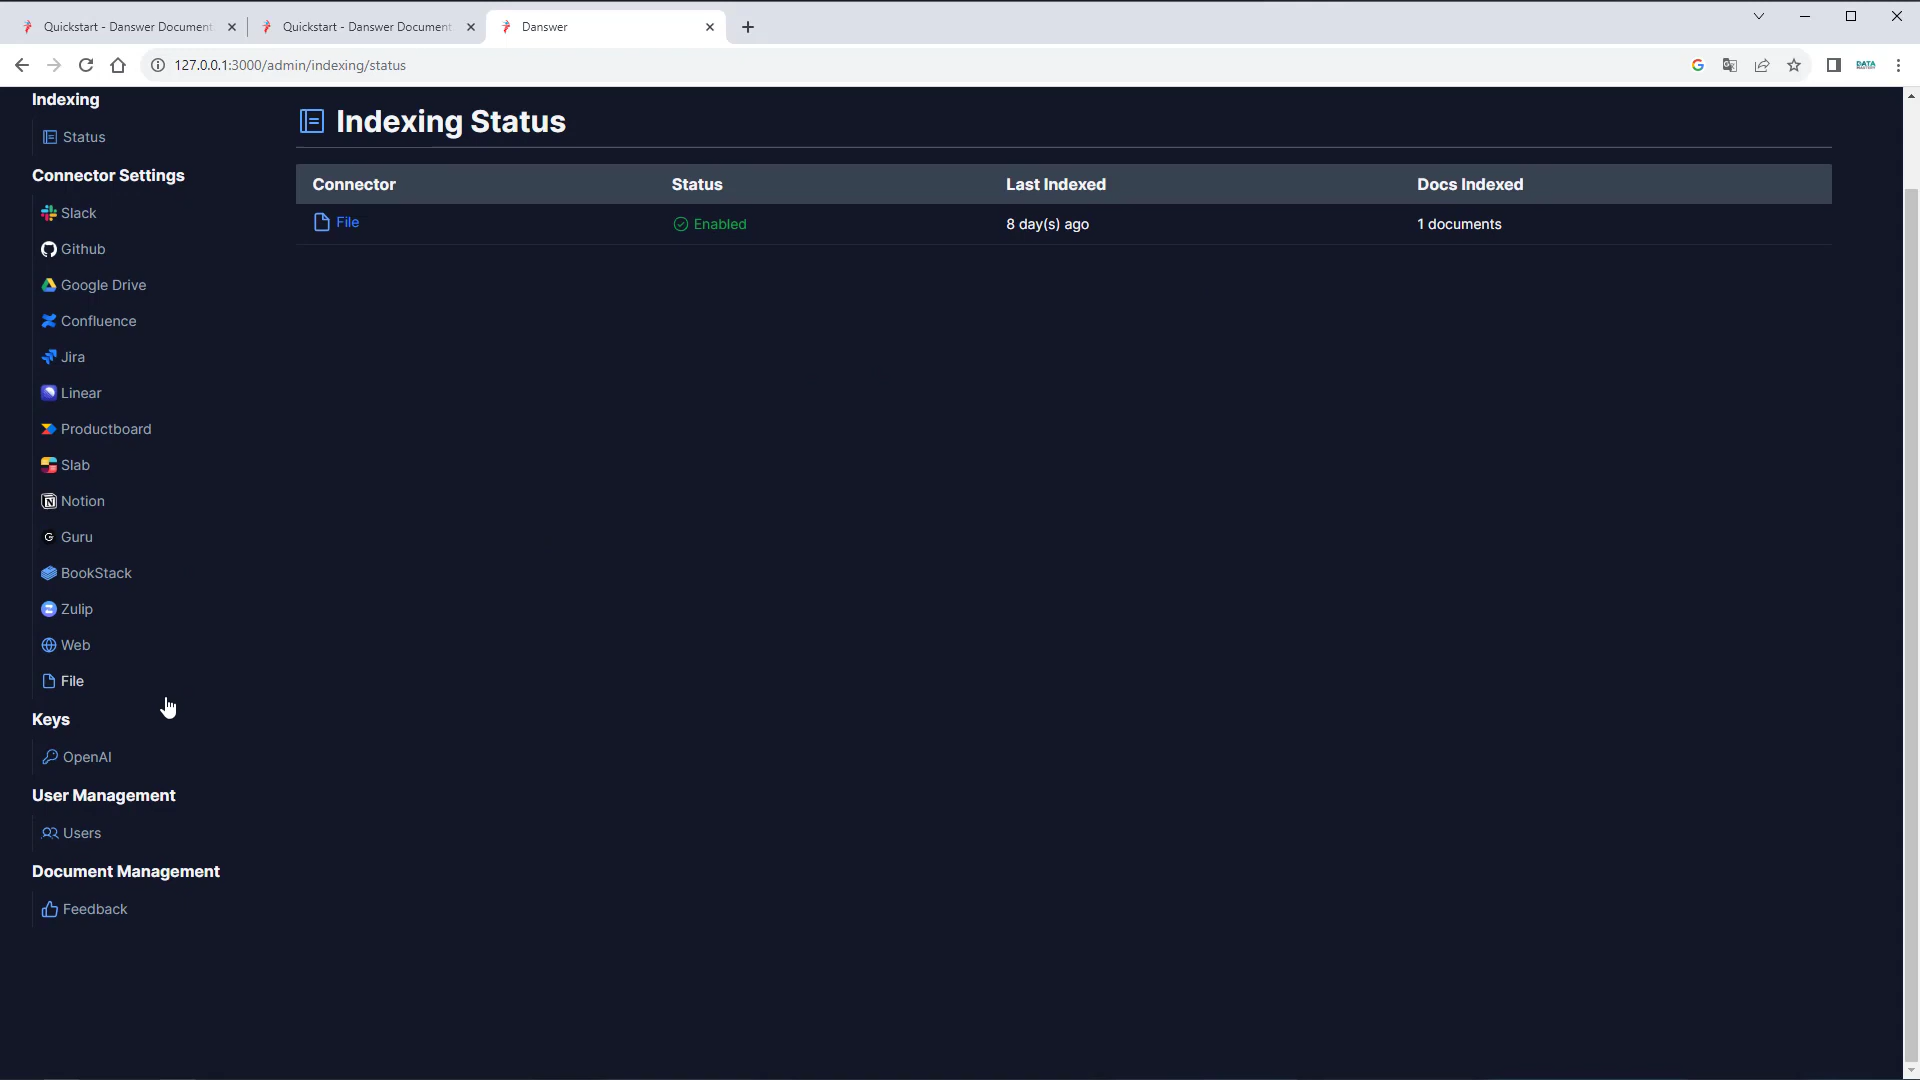 Quickstart - Danswer Document
Quickstart - Danswer Document
Danswer
127.0.0.1:3000/admin/indexing/status
DATA
Indexing
Status
Connector Settings
Slack
Github
Google Drive
Confluence
Jira
Linear
Productboard
Slab
Notion
Guru
BookStack
Zulip
Web
File
Keys
OpenAI
User Management
Users
Document Management
Feedback
Indexing Status
Connector Status Last Indexed Docs Indexed
File Enabled 8 day(s) ago 1 documents